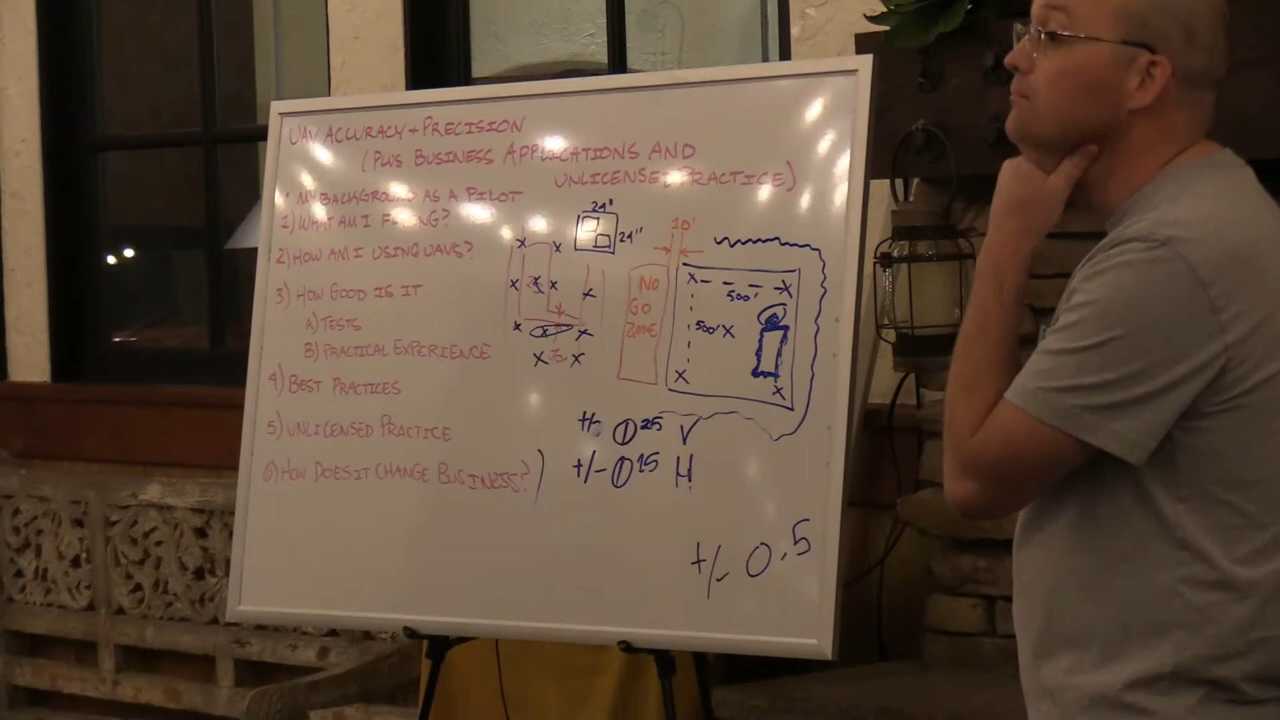 UAV ACCURACY + PRECISION
(PLUS BUSINESS APPLICATIONS AND
UNLICENSED PRACTICE)
• MY BACKGROUND AS A PILOT
1) WHAT AM I FLYING?
2) HOW AM I USING UAVS?
3) HOW GOOD IS IT
A) TESTS
B) PRACTICAL EXPERIENCE
4) BEST PRACTICES
5) UNLICENSED PRACTICE
6) HOW DOES IT CHANGE BUSINESS?
24"
24"
10'
NO
GO
ZONE
500'
500'
+/- 0.25 V
+/- 0.15 H
+/- 0.5